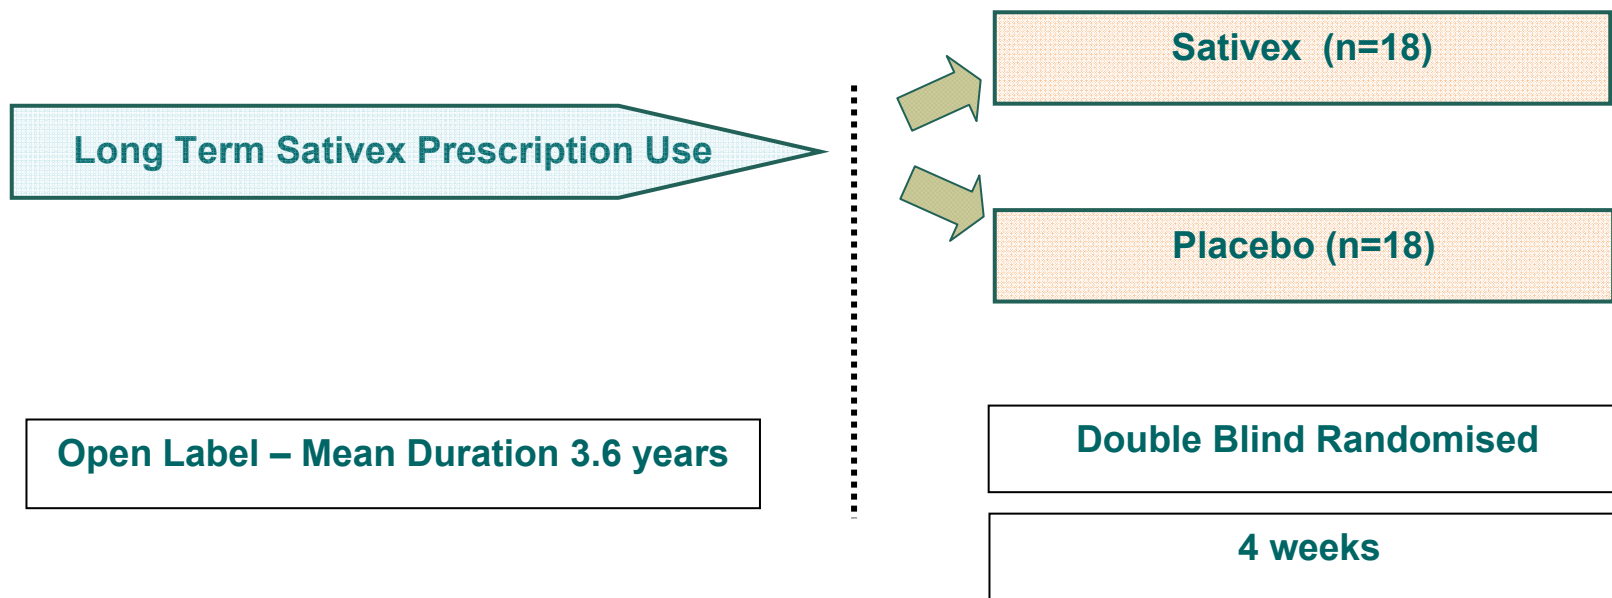 Long Term Sativex Prescription Use
Sativex (n=18)
Placebo (n=18)
Open Label – Mean Duration 3.6 years
Double Blind Randomised
4 weeks